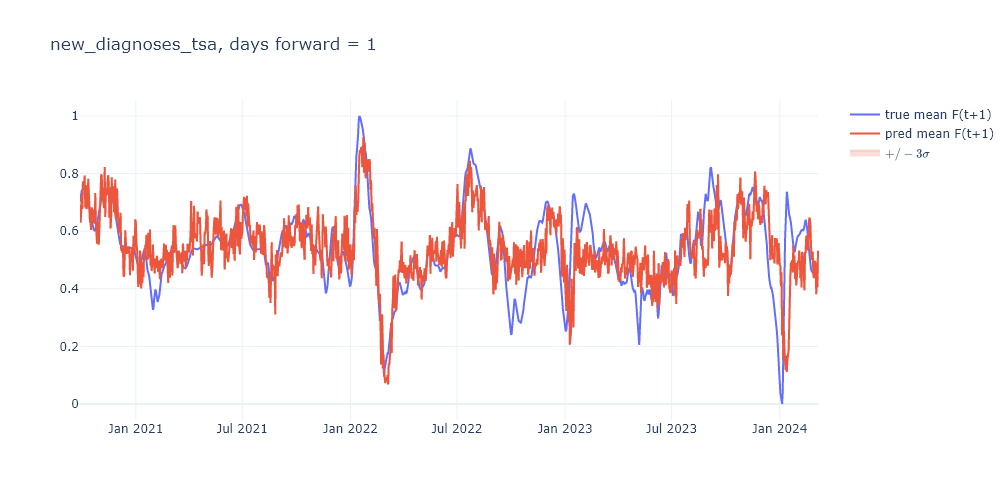 new_diagnoses_tsa, days forward = 1
true mean F(t+1)
pred mean F(t+1)
+/ − 3σ
1
0.8
0.6
0.4
0.2
0
Jan 2021
Jul 2021
Jan 2022
Jul 2022
Jan 2023
Jul 2023
Jan 2024